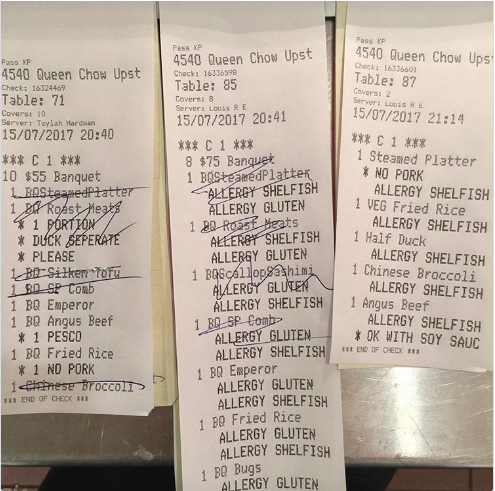 Pass KP
4540 Queen Chow Upst
Check: 16324469
Table: 71
Covers: 10
Server: Taylah Hardman
15/07/2017 20:40
*** C 1 ***
10 $55 Banquet
1 BQSteamedPlatter
1 BQ Roast Meats
* 1 PORTION
* DUCK SEPERATE
* PLEASE
1 BQ Silken Tofu
1 BQ SP Comb
1 BQ Emperor
1 BQ Angus Beef
* 1 PESCO
1 BQ Fried Rice
* 1 NO PORK
1 Chinese Broccoli
*** END OF CHECK ***
Pass KP
4540 Queen Chow Upst
Check: 16336598
Table: 85
Covers: 8
Server: Louis R E
15/07/2017 20:41
*** C 1 ***
8 $75 Banquet
1 BQSteamedPlatter
ALLERGY SHELFISH
ALLERGY GLUTEN
1 BQ Roast Meats
ALLERGY SHELFISH
ALLERGY GLUTEN
1 BQScallopSashimi
ALLERGY GLUTEN
ALLERGY SHELFISH
1 BQ SP Comb
ALLERGY GLUTEN
ALLERGY SHELFISH
1 BQ Emperor
ALLERGY GLUTEN
ALLERGY SHELFISH
1 BQ Fried Rice
ALLERGY GLUTEN
ALLERGY SHELFISH
1 BQ Bugs
ALLERGY GLUTEN
Pass KP
4540 Queen Chow Upst
Check: 16336601
Table: 87
Covers: 2
Server: Louis R E
15/07/2017 21:14
*** C 1 ***
1 Steamed Platter
* NO PORK
ALLERGY SHELFISH
1 VEG Fried Rice
ALLERGY SHELFISH
1 Half Duck
ALLERGY SHELFISH
1 Chinese Broccoli
ALLERGY SHELFISH
1 Angus Beef
ALLERGY SHELFISH
* OK WITH SOY SAUC
*** END OF CHECK ***